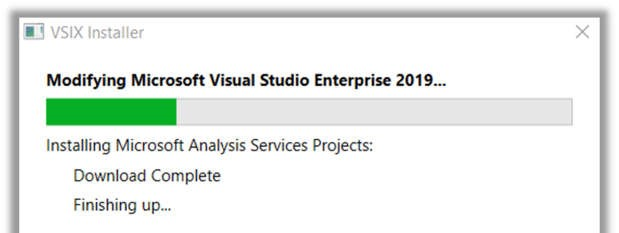 VSIX Installer
Modifying Microsoft Visual Studio Enterprise 2019...
Installing Microsoft Analysis Services Projects:
Download Complete
Finishing up...